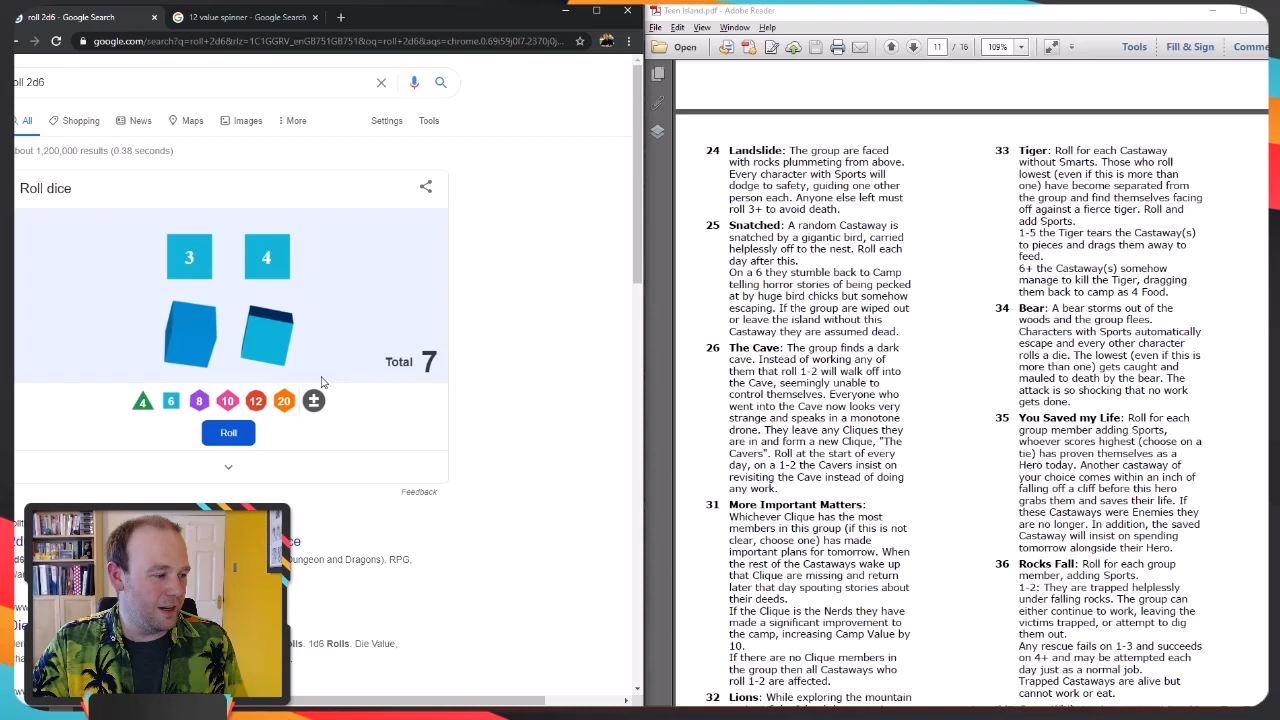 roll 2d6 - Google Search
12 value spinner - Google Search
Teen Island.pdf - Adobe Reader
google.com/search?q=roll+2d6&rlz=1C1GGRV_enGB751GB751&oq=roll+2d6&aqs=chrome.0.69i59j0l7.2370j0j...
File Edit View Window Help
Open
11 / 16
109%
Tools
Fill & Sign
Comme
oll 2d6
All
Shopping
News
Maps
Images
More
Settings
Tools
bout 1,200,000 results (0.38 seconds)
Roll dice
3
4
Total 7
4 6 8 10 12 20 ±
Roll
Feedback
ce
ungeon and Dragons), RPG,
olls. 1d6 Rolls. Die Value,
24 Landslide: The group are faced
with rocks plummeting from above.
Every character with Sports will
dodge to safety, guiding one other
person each. Anyone else left must
roll 3+ to avoid death.
25 Snatched: A random Castaway is
snatched by a gigantic bird, carried
helplessly off to the nest. Roll each
day after this.
On a 6 they stumble back to Camp
telling horror stories of being pecked
at by huge bird chicks but somehow
escaping. If the group are wiped out
or leave the island without this
Castaway they are assumed dead.
26 The Cave: The group finds a dark
cave. Instead of working any of
them that roll 1-2 will walk off into
the Cave, seemingly unable to
control themselves. Everyone who
went into the Cave now looks very
strange and speaks in a monotone
drone. They leave any Cliques they
are in and form a new Clique, "The
Cavers". Roll at the start of every
day, on a 1-2 the Cavers insist on
revisiting the Cave instead of doing
any work.
31 More Important Matters:
Whichever Clique has the most
members in this group (if this is not
clear, choose one) has made
important plans for tomorrow. When
the rest of the Castaways wake up
that Clique are missing and return
later that day spouting stories about
their deeds.
If the Clique is the Nerds they have
made a significant improvement to
the camp, increasing Camp Value by
10.
If there are no Clique members in
the group then all Castaways who
roll 1-2 are affected.
32 Lions: While exploring the mountain
33 Tiger: Roll for each Castaway
without Smarts. Those who roll
lowest (even if this is more than
one) have become separated from
the group and find themselves facing
off against a fierce tiger. Roll and
add Sports.
1-5 the Tiger tears the Castaway(s)
to pieces and drags them away to
feed.
6+ the Castaway(s) somehow
manage to kill the Tiger, dragging
them back to camp as 4 Food.
34 Bear: A bear storms out of the
woods and the group flees.
Characters with Sports automatically
escape and every other character
rolls a die. The lowest (even if this is
more than one) gets caught and
mauled to death by the bear. The
attack is so shocking that no work
gets done.
35 You Saved my Life: Roll for each
group member adding Sports,
whoever scores highest (choose on a
tie) has proven themselves as a
Hero today. Another castaway of
your choice comes within an inch of
falling off a cliff before this hero
grabs them and saves their life. If
these Castaways were Enemies they
are no longer. In addition, the saved
Castaway will insist on spending
tomorrow alongside their Hero.
36 Rocks Fall: Roll for each group
member, adding Sports.
1-2: They are trapped helplessly
under falling rocks. The group can
either continue to work, leaving the
victims trapped, or attempt to dig
them out.
Any rescue fails on 1-3 and succeeds
on 4+ and may be attempted each
day just as a normal job.
Trapped Castaways are alive but
cannot work or eat.